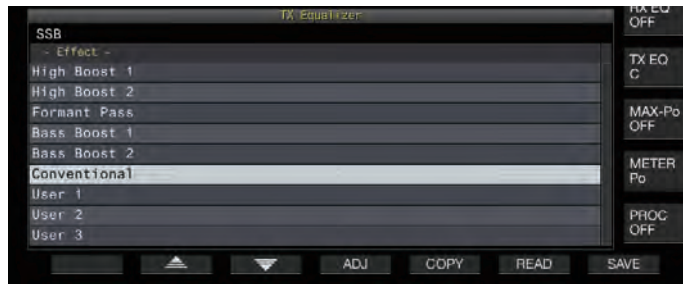 TX Equalizer
SSB
- Effect -
High Boost 1
High Boost 2
Formant Pass
Bass Boost 1
Bass Boost 2
Conventional
User 1
User 2
User 3
RX EQ
OFF
TX EQ
C
MAX-Po
OFF
METER
Po
PROC
OFF
ADJ COPY READ SAVE